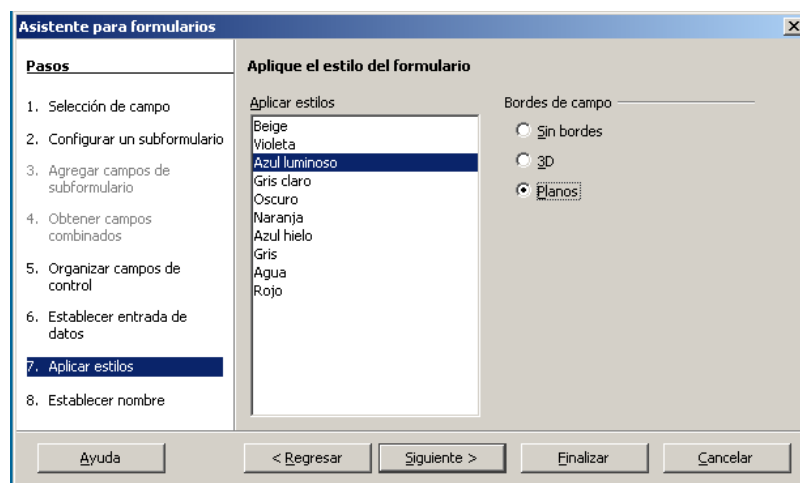 Asistente para formularios
Pasos
1. Selección de campo
2. Configurar un subformulario
3. Agregar campos de
subformulario
4. Obtener campos
combinados
5. Organizar campos de
control
6. Establecer entrada de
datos
7. Aplicar estilos
8. Establecer nombre
Aplique el estilo del formulario
Aplicar estilos
Beige
Violeta
Azul luminoso
Gris claro
Oscuro
Naranja
Azul hielo
Gris
Agua
Rojo
Bordes de campo
Sin bordes
3D
Planos
Ayuda
< Regresar
Siguiente >
Finalizar
Cancelar